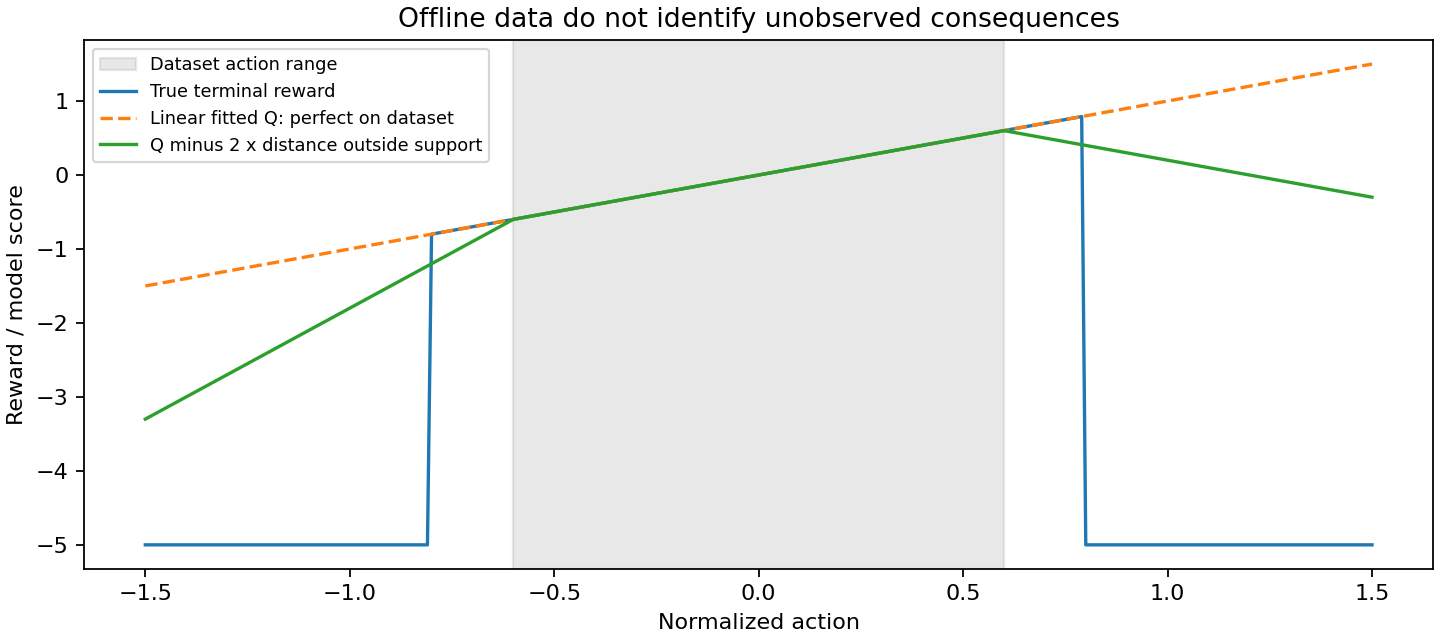 Offline data do not identify unobserved consequences
Dataset action range
True terminal reward
Linear fitted Q: perfect on dataset
Q minus 2 x distance outside support
Reward / model score
1
0
−1
−2
−3
−4
−5
−1.5
−1.0
−0.5
0.0
0.5
1.0
1.5
Normalized action